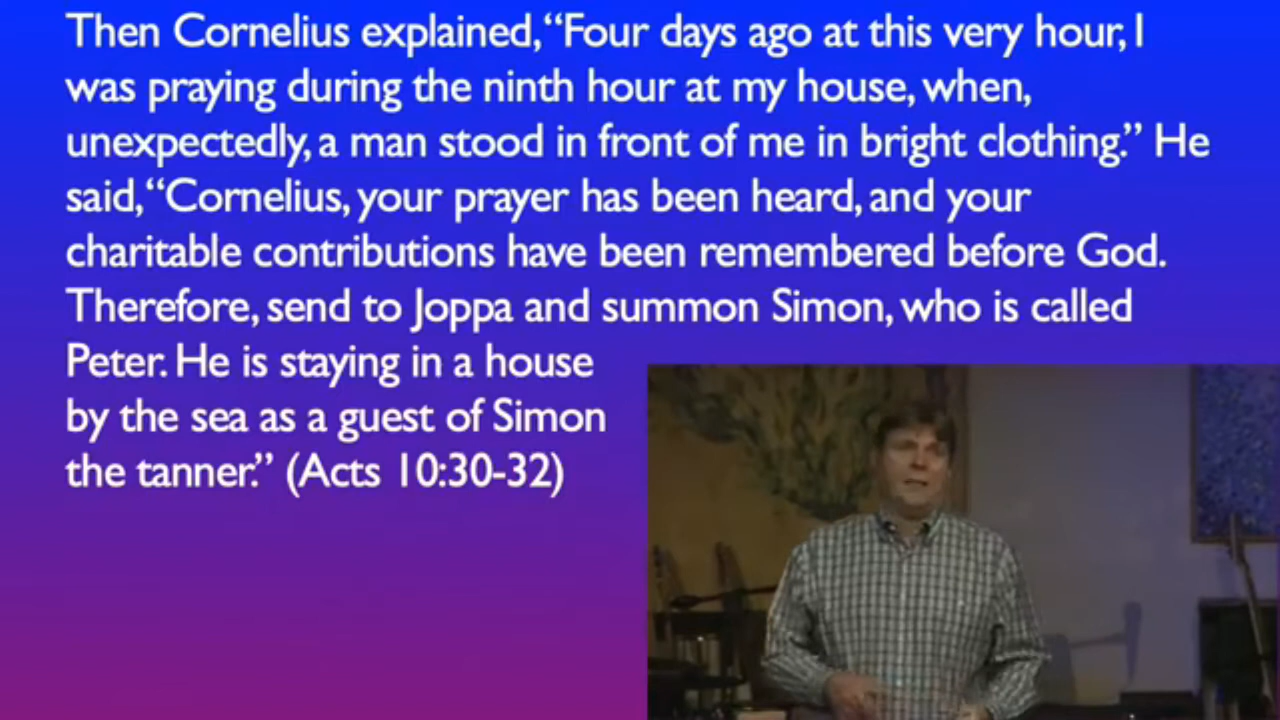 Then Cornelius explained, “Four days ago at this very hour, I
was praying during the ninth hour at my house, when,
unexpectedly, a man stood in front of me in bright clothing.” He
said, “Cornelius, your prayer has been heard, and your
charitable contributions have been remembered before God.
Therefore, send to Joppa and summon Simon, who is called
Peter. He is staying in a house
by the sea as a guest of Simon
the tanner.” (Acts 10:30-32)